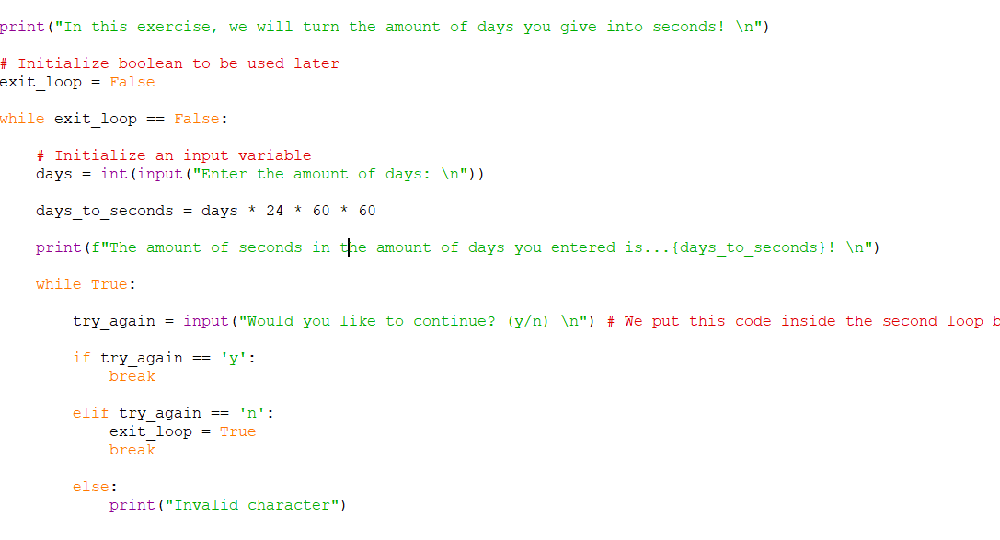 print("In this exercise, we will turn the amount of days you give into seconds! \n")
# Initialize boolean to be used later
exit_loop = False
while exit_loop == False:
# Initialize an input variable
days = int(input("Enter the amount of days: \n"))
days_to_seconds = days * 24 * 60 * 60
print(f"The amount of seconds in the amount of days you entered is...{days_to_seconds}! \n")
while True:
try_again = input("Would you like to continue? (y/n) \n") # We put this code inside the second loop
if try_again == 'y':
break
elif try_again == 'n':
exit_loop = True
break
else:
print("Invalid character")